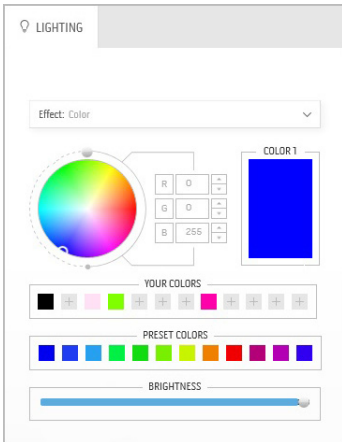 LIGHTING
Effect: Color
COLOR 1
R 0
G 0
B 255
YOUR COLORS
PRESET COLORS
BRIGHTNESS